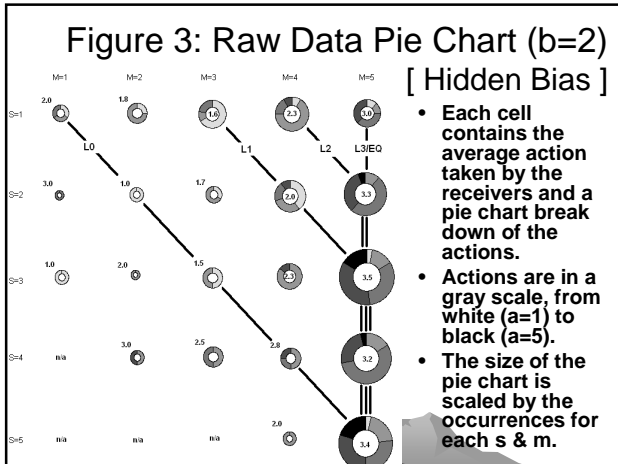 Figure 3: Raw Data Pie Chart (b=2)
M=1 M=2 M=3 M=4 M=5
[ Hidden Bias ]
S=1 2.0 1.8 1.6 2.3 3.0
L0 L1 L2 L3/EQ
S=2 3.0 1.0 1.7 2.0 3.3
S=3 1.0 2.0 1.5 2.3 3.5
S=4 n/a 3.0 2.5 2.8 3.2
S=5 n/a n/a n/a 2.0 3.4
• Each cell
contains the
average action
taken by the
receivers and a
pie chart break
down of the
actions.
• Actions are in a
gray scale, from
white (a=1) to
black (a=5).
• The size of the
pie chart is
scaled by the
occurrences for
each s & m.